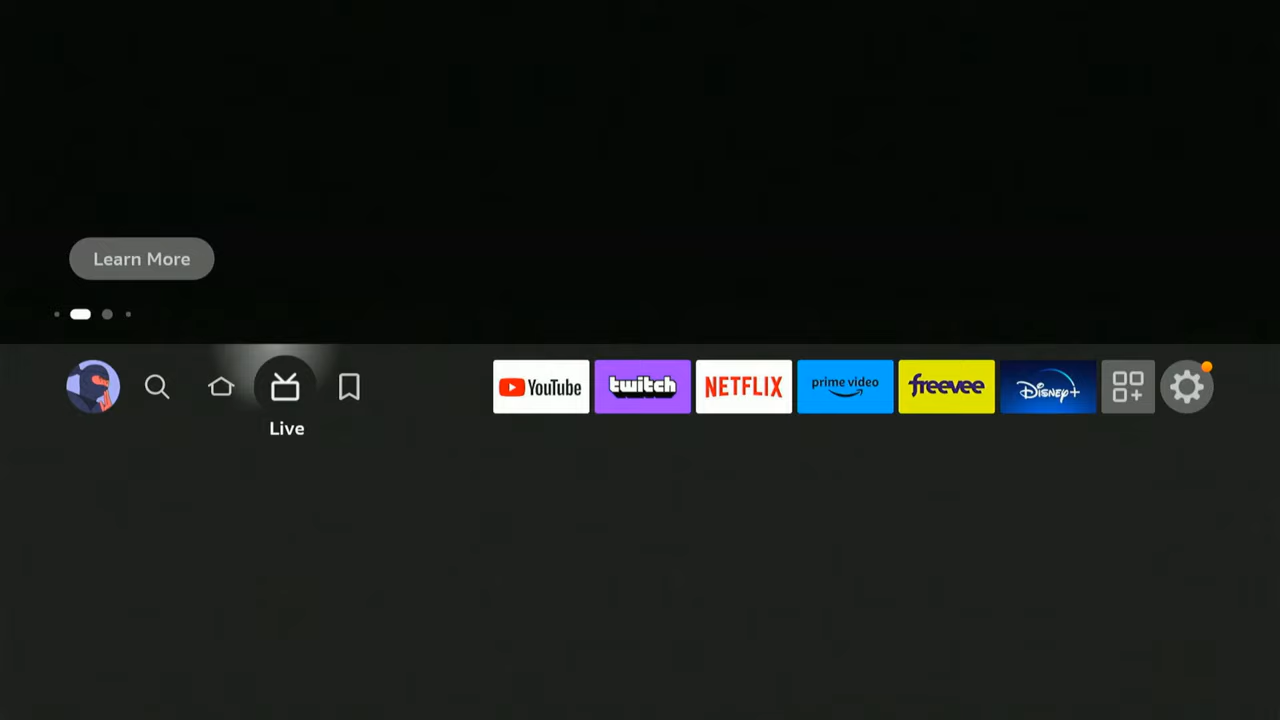 Learn More
YouTube
twitch
NETFLIX
prime video
freevee
Disney+
Live